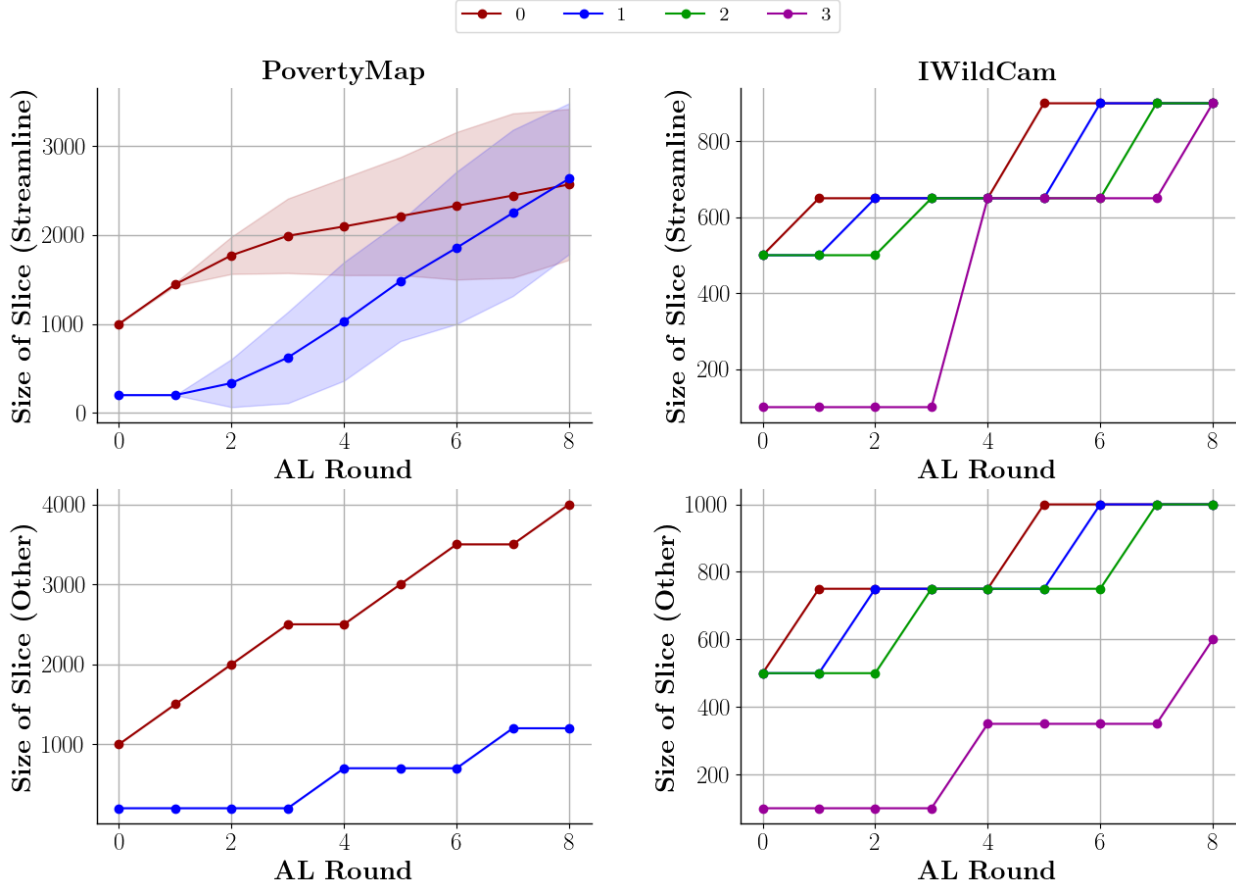 0 1 2 3
PovertyMap
Size of Slice (Streamline)
3000
2000
1000
0
0 2 4 6 8
AL Round
IWildCam
Size of Slice (Streamline)
800
600
400
200
0 2 4 6 8
AL Round
Size of Slice (Other)
4000
3000
2000
1000
0 2 4 6 8
AL Round
Size of Slice (Other)
1000
800
600
400
200
0 2 4 6 8
AL Round